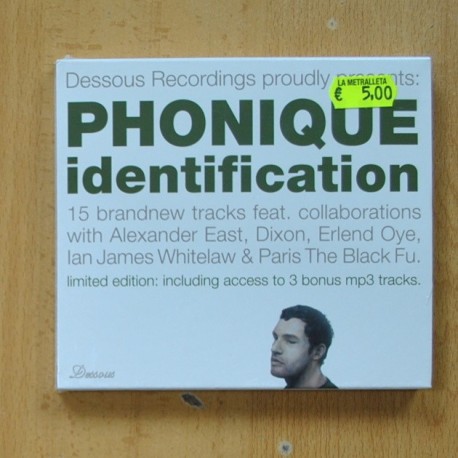 Dessous Recordings proudly presents:
LA METRALLETA
€ 5,00
PHONIQUE
identification
15 brandnew tracks feat. collaborations
with Alexander East, Dixon, Erlend Oye,
Ian James Whitelaw & Paris The Black Fu.
limited edition: including access to 3 bonus mp3 tracks.
Dessous